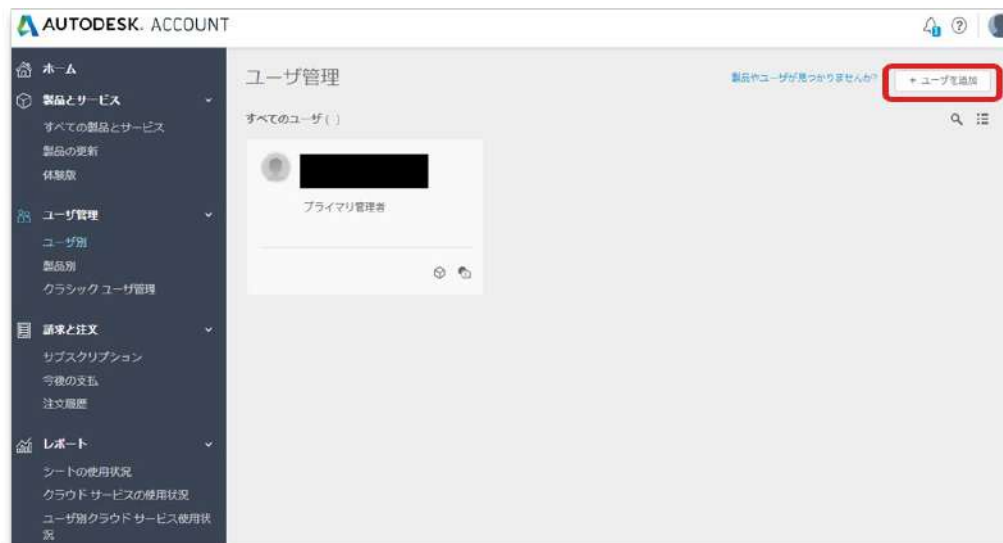 AUTODESK. ACCOUNT
1
?
ホーム
製品とサービス
すべての製品とサービス
製品の更新
体験版
ユーザ管理
ユーザ別
製品別
クラシック ユーザ管理
請求と注文
サブスクリプション
今後の支払
注文履歴
レポート
シートの使用状況
クラウド サービスの使用状況
ユーザ別クラウド サービス使用状
況
ユーザ管理
製品やユーザが見つかりませんか?
+ ユーザを追加
すべてのユーザ ( )
プライマリ管理者